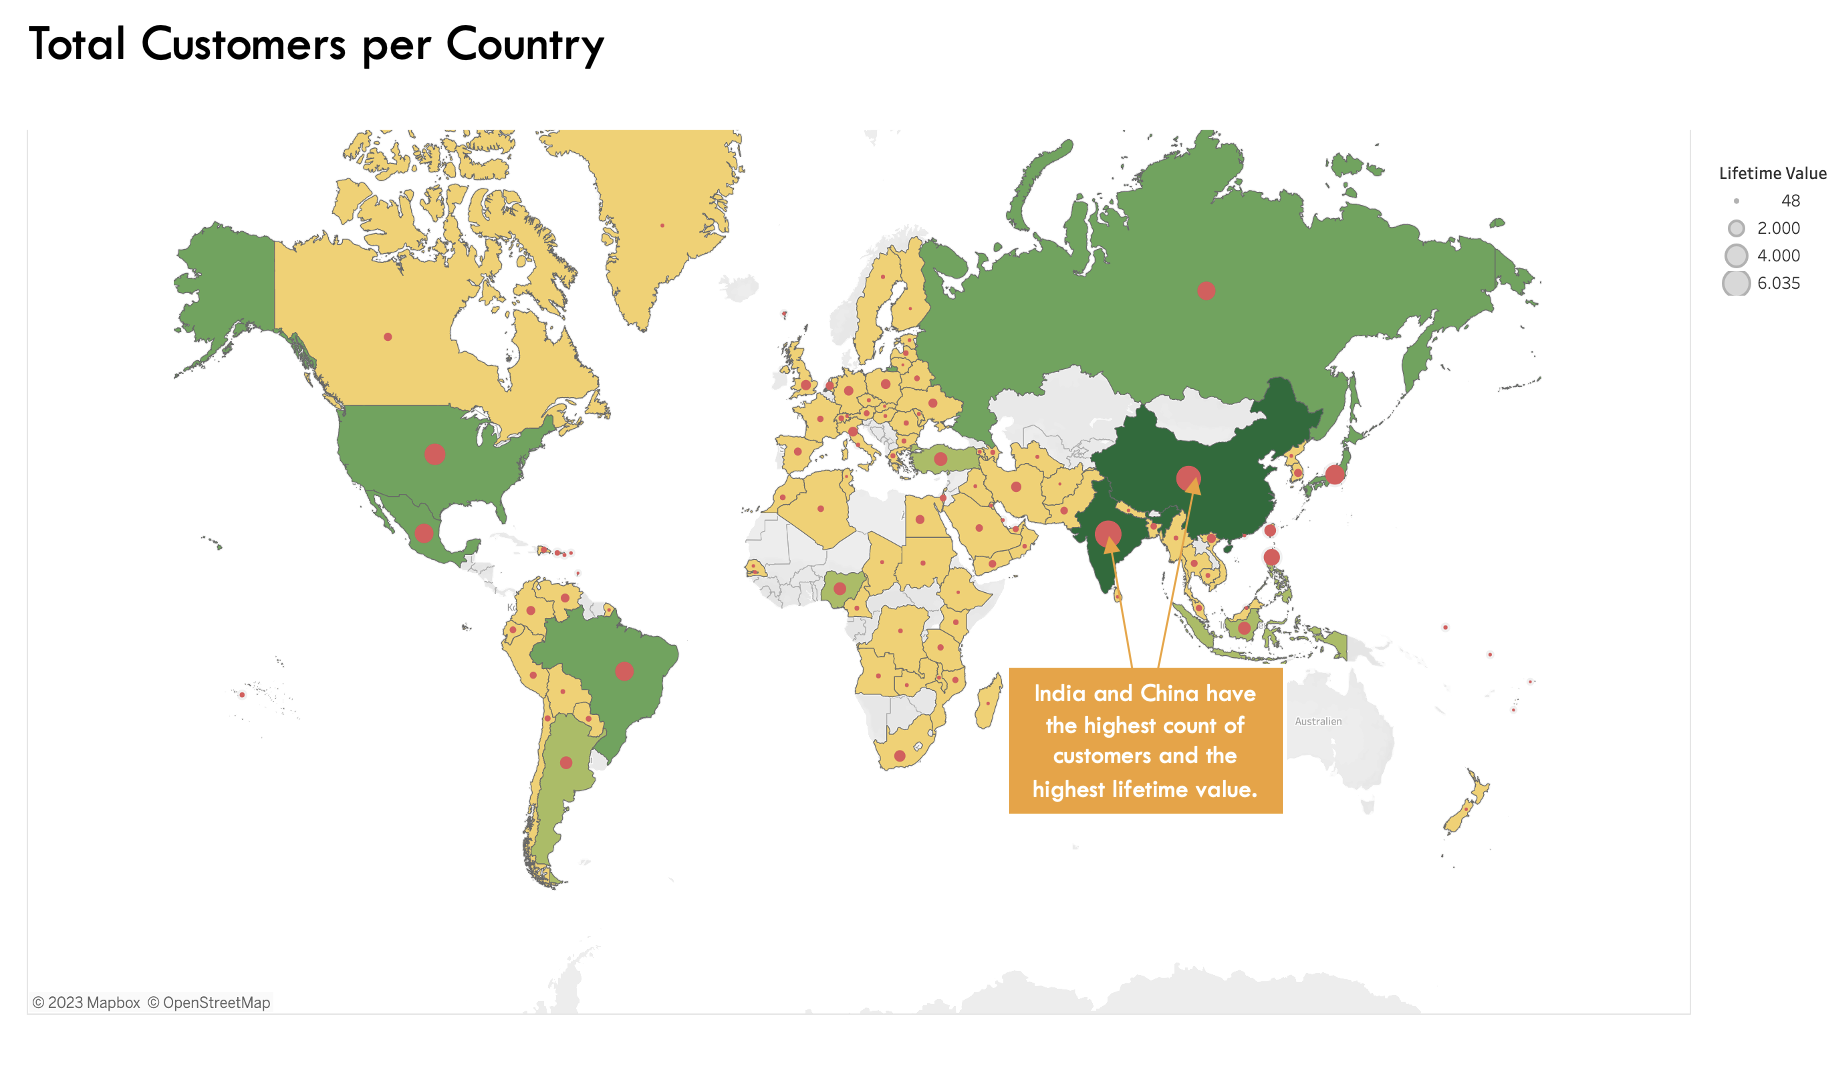 Total Customers per Country
Lifetime Value
48
2.000
4.000
6.035
India and China have
the highest count of
customers and the
highest lifetime value.
Australien
© 2023 Mapbox © OpenStreetMap